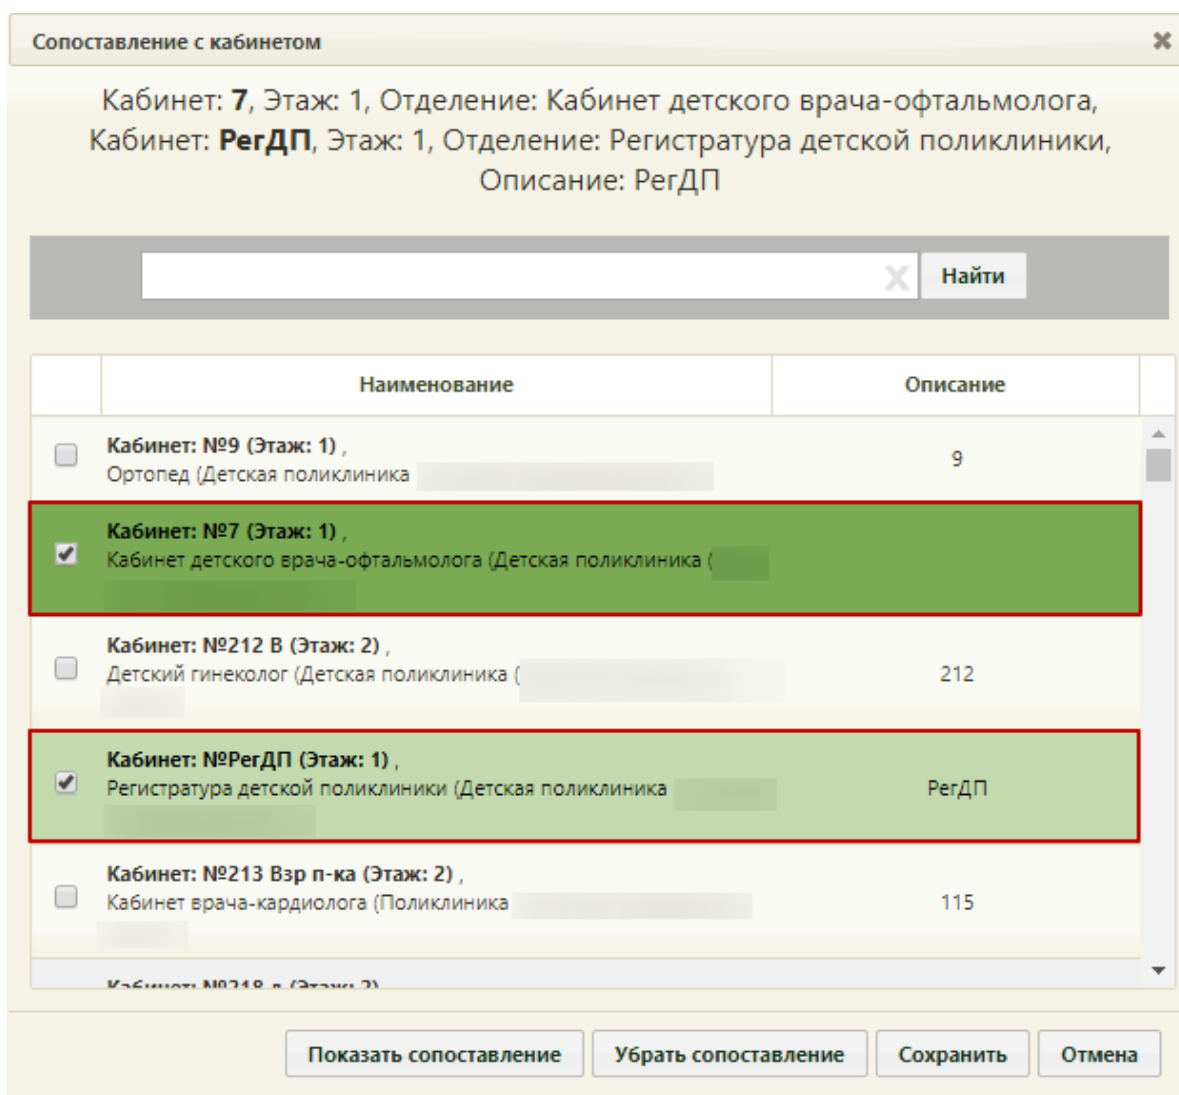 Сопоставление с кабинетом
Кабинет: 7, Этаж: 1, Отделение: Кабинет детского врача-офтальмолога,
Кабинет: РегДП, Этаж: 1, Отделение: Регистратура детской поликлиники,
Описание: РегДП
Найти
Наименование Описание
Кабинет: №9 (Этаж: 1) ,
Ортопед (Детская поликлиника
9
Кабинет: №7 (Этаж: 1) ,
Кабинет детского врача-офтальмолога (Детская поликлиника (
Кабинет: №212 В (Этаж: 2) ,
Детский гинеколог (Детская поликлиника (
212
Кабинет: №РегДП (Этаж: 1) ,
Регистратура детской поликлиники (Детская поликлиника
РегДП
Кабинет: №213 Взр п-ка (Этаж: 2) ,
Кабинет врача-кардиолога (Поликлиника
115
Кабинет: №218 д (Этаж: 2)
Показать сопоставление Убрать сопоставление Сохранить Отмена